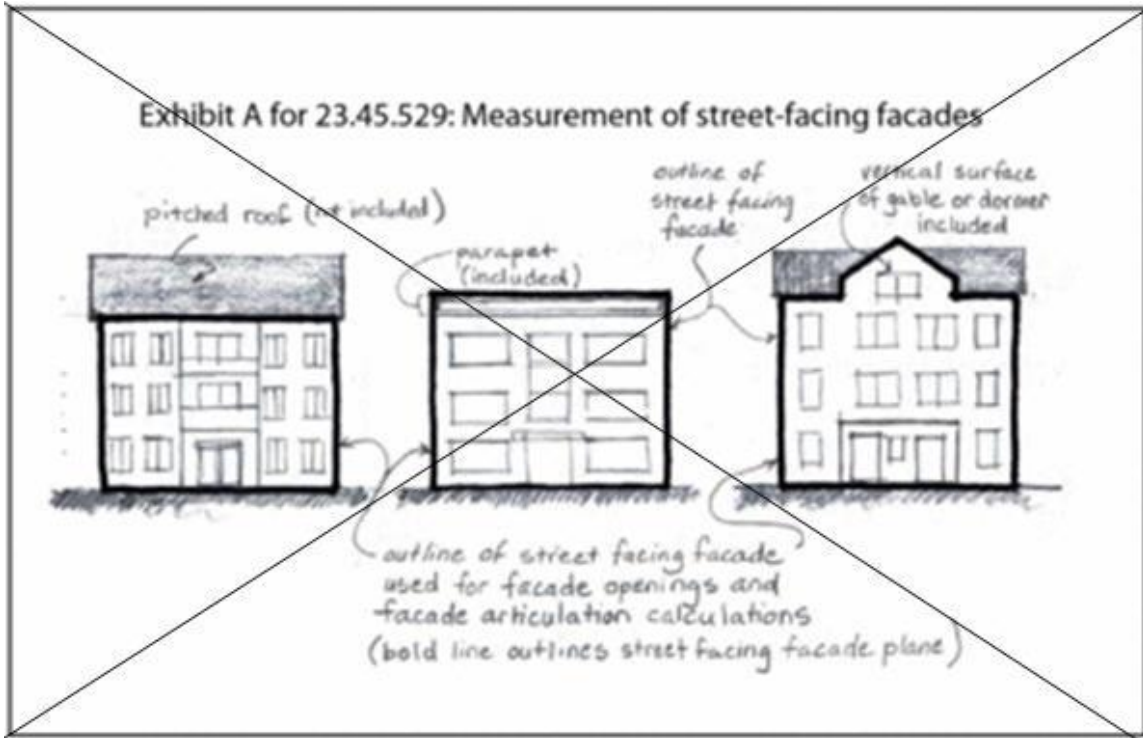 Exhibit A for 23.45.529: Measurement of street-facing facades
pitched roof (not included)
parapet
(included)
outline of
street facing
facade
vertical surface
of gable or dormer
included
outline of street facing facade
used for facade openings and
facade articulation calculations
(bold line outlines street facing facade plane)